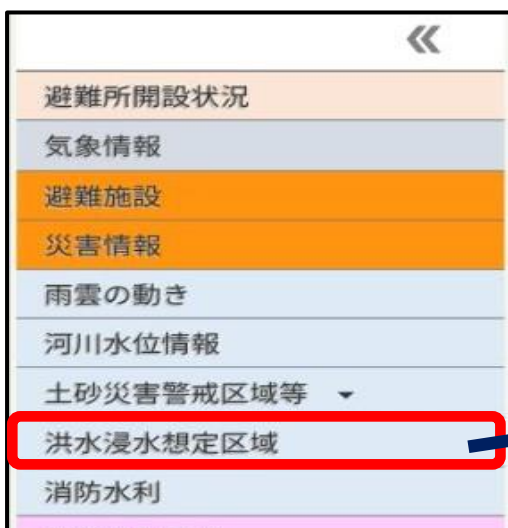 避難所開設状況
気象情報
避難施設
災害情報
雨雲の動き
河川水位情報
土砂災害警戒区域等
洪水浸水想定区域
消防水利